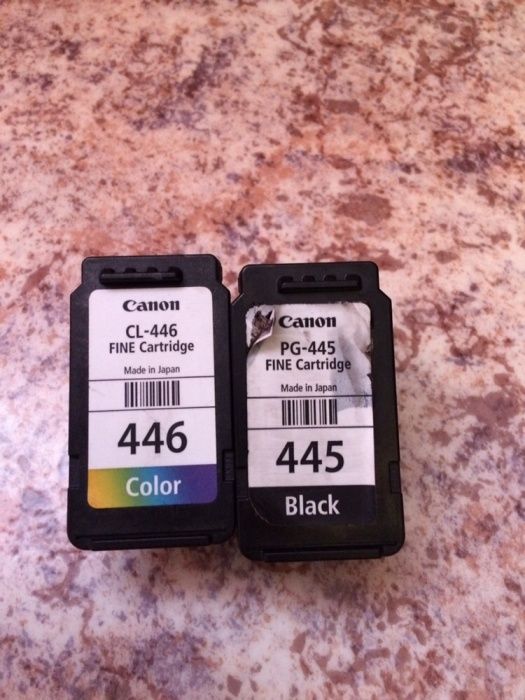 Canon
CL-446
FINE Cartridge
Made in Japan
446
Color
Canon
PG-445
FINE Cartridge
Made in Japan
445
Black